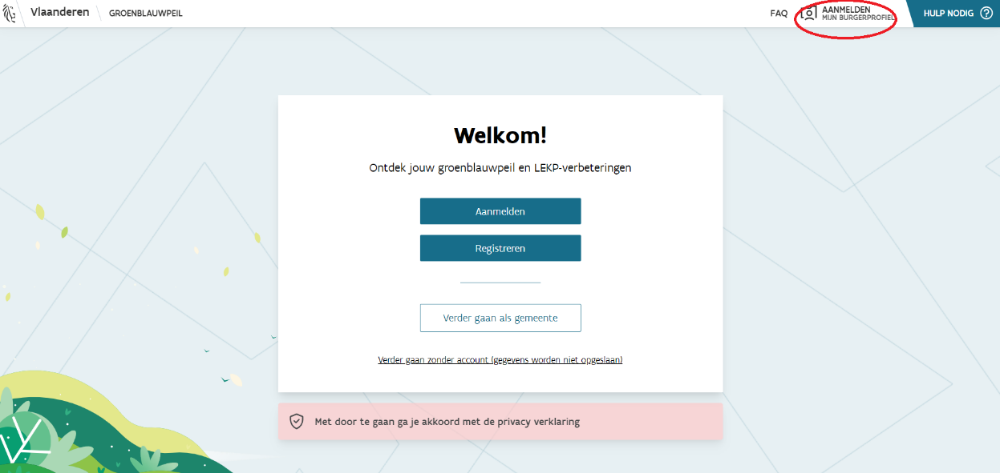 Vlaanderen
GROENBLAUWPEIL
FAQ
AANMELDEN
MIJN BURGERPROFIEL
HULP NODIG
Welkom!
Ontdek jouw groenblauwpeil en LEKP-verbeteringen
Aanmelden
Registreren
Verder gaan als gemeente
Verder gaan zonder account (gegevens worden niet opgeslaan)
Met door te gaan ga je akkoord met de privacy verklaring